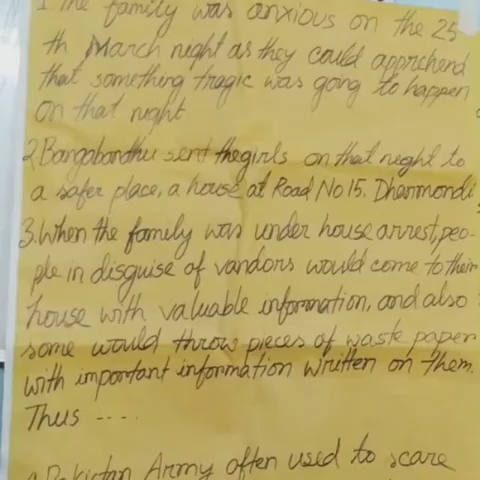 1 the family was anxious on the 25
th March night as they could apprehend
that something tragic was going to happen
on that night
2. Bangabandhu sent the girls on that neght to
a safer place, a house at Road No 15. Dhanmondi
3. When the family was under house arrest, peo-
ple in disguise of vandors would come to their
house with valuable information, and also
some would throw pieces of waste paper
with important information written on them.
Thus ----
Pakistan Army often used to scare